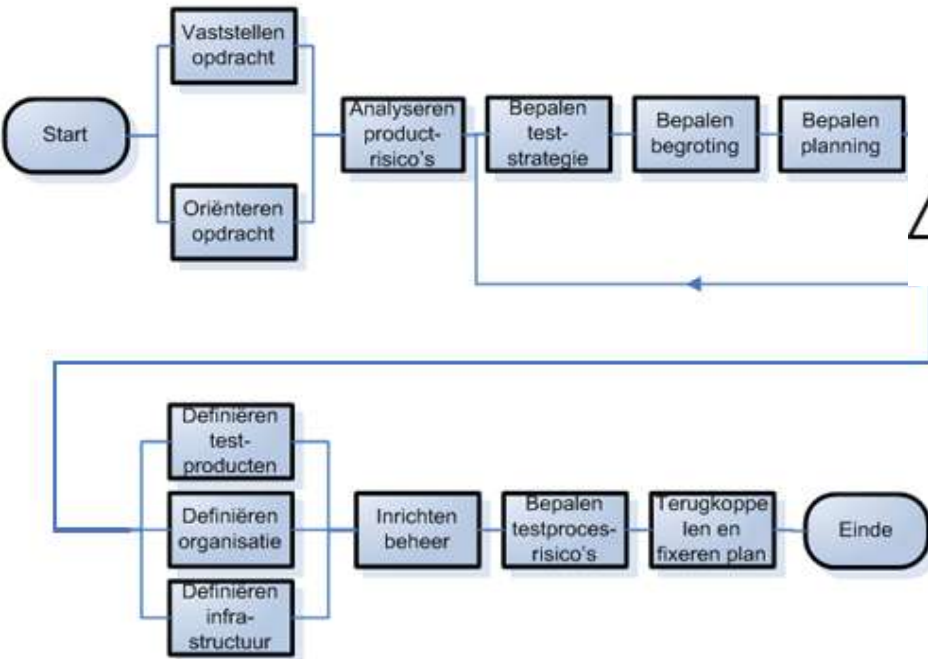 Start
Vaststellen
opdracht
Oriënteren
opdracht
Analyseren
product-
risico's
Bepalen
test-
strategie
Bepalen
begroting
Bepalen
planning
Definiëren
test-
producten
Definiëren
organisatie
Definiëren
infra-
structuur
Inrichten
beheer
Bepalen
testproces-
risico's
Terugkoppe
len en
fixeren plan
Einde